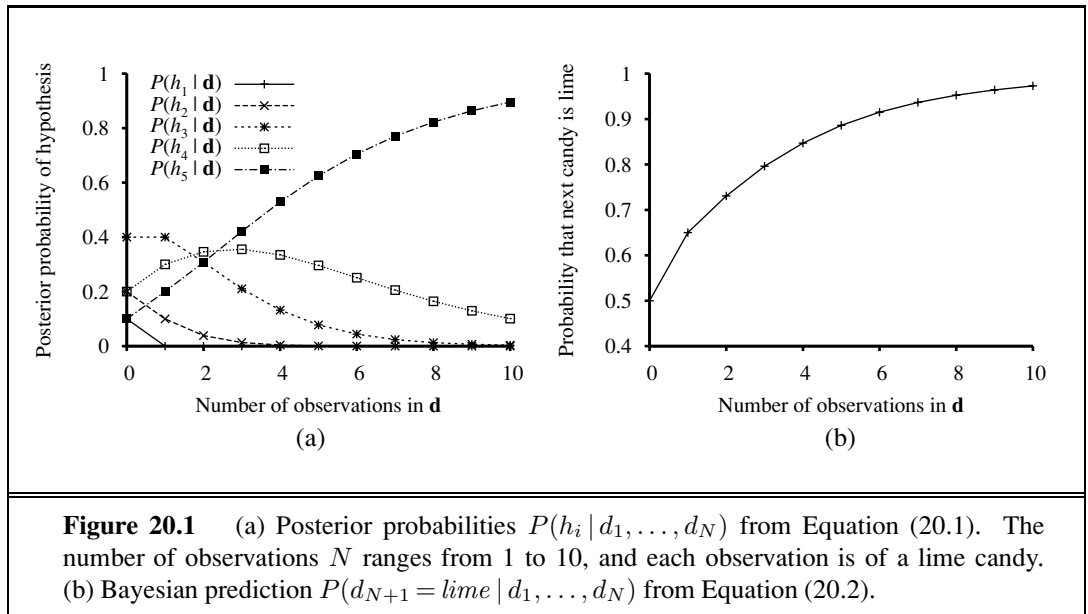 Posterior probability of hypothesis
P(h1 | d)
P(h2 | d)
P(h3 | d)
P(h4 | d)
P(h5 | d)
1
0.8
0.6
0.4
0.2
0
0 2 4 6 8 10
Number of observations in d
(a)
Probability that next candy is lime
1
0.9
0.8
0.7
0.6
0.5
0.4
0 2 4 6 8 10
Number of observations in d
(b)
Figure 20.1 (a) Posterior probabilities P(hi | d1, . . . , dN) from Equation (20.1). The
number of observations N ranges from 1 to 10, and each observation is of a lime candy.
(b) Bayesian prediction P(dN+1 = lime | d1, . . . , dN) from Equation (20.2).